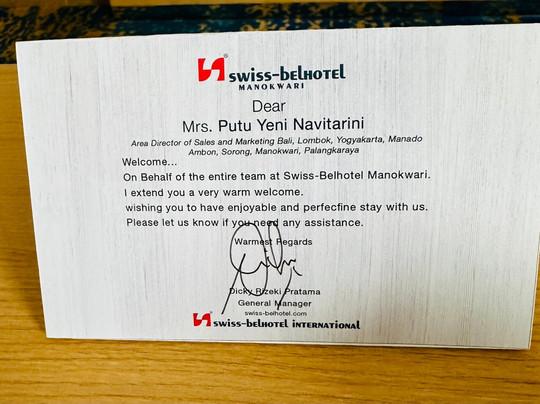 swiss-belhotel
MANOKWARI
Dear
Mrs. Putu Yeni Navitarini
Area Director of Sales and Marketing Bali, Lombok, Yogyakarta, Manado
Ambon, Sorong, Manokwari, Palangkaraya
Welcome...
On Behalf of the entire team at Swiss-Belhotel Manokwari.
I extend you a very warm welcome.
wishing you to have enjoyable and perfecfine stay with us.
Please let us know if you need any assistance.
Warmest Regards
Dicky Rizeki Pratama
General Manager
swiss-belhotel.com
swiss-belhotel INTERNATIONAL